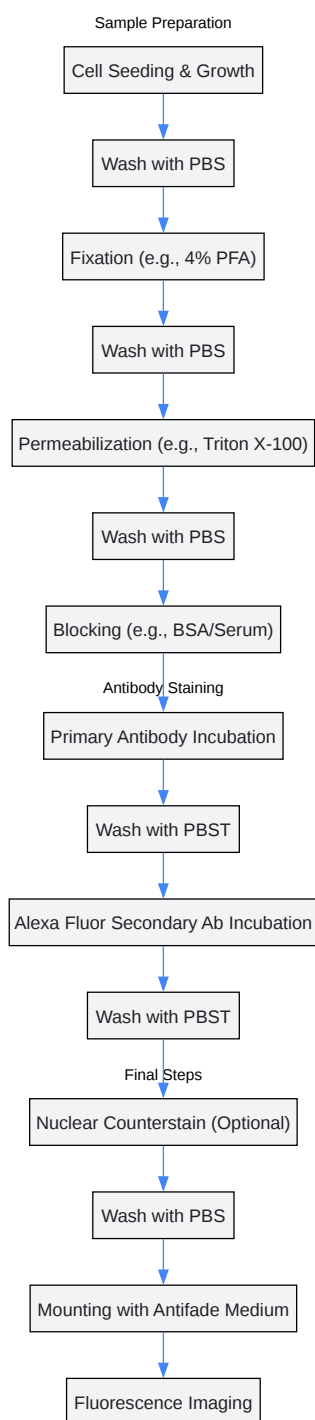 Sample Preparation
Cell Seeding & Growth
Wash with PBS
Fixation (e.g., 4% PFA)
Wash with PBS
Permeabilization (e.g., Triton X-100)
Wash with PBS
Blocking (e.g., BSA/Serum)
Antibody Staining
Primary Antibody Incubation
Wash with PBST
Alexa Fluor Secondary Ab Incubation
Wash with PBST
Final Steps
Nuclear Counterstain (Optional)
Wash with PBS
Mounting with Antifade Medium
Fluorescence Imaging